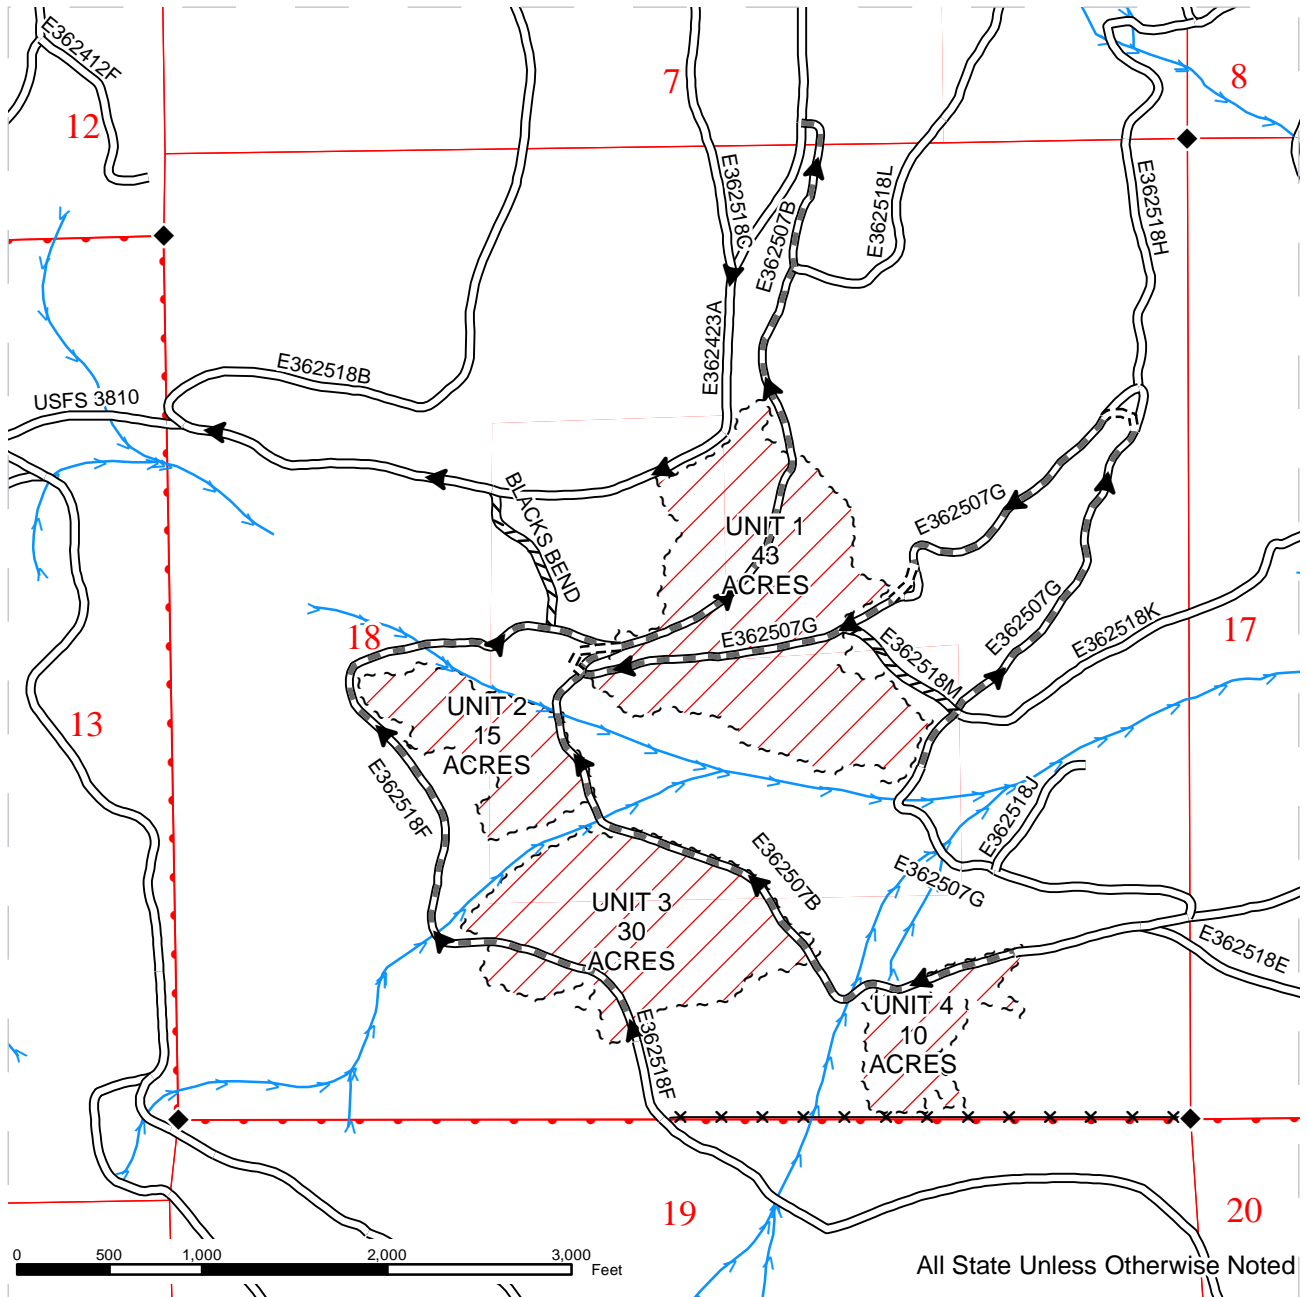 E362412F
7
8
12
E362518C
E362518L
E362518H
E362507B
E362423A
E362518B
USFS 3810
BLACKS BEND
E362507G
UNIT 1
43
ACRES
E362507G
E362507G
E362518K
E362518M
18
17
13
UNIT 2
15
ACRES
E362518F
E362518J
E362507B
E362507G
UNIT 3
30
ACRES
E362518E
UNIT 4
10
ACRES
E362518F
19
20
0 500 1,000 2,000 3,000
Feet
All State Unless Otherwise Noted